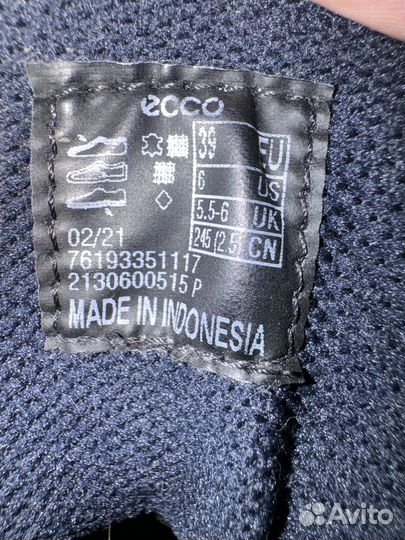 ecco
39 EU
6 US
5.5-6 UK
245 (2.5) CN
02/21
76193351117
2130600515 P
MADE IN INDONESIA
Avito